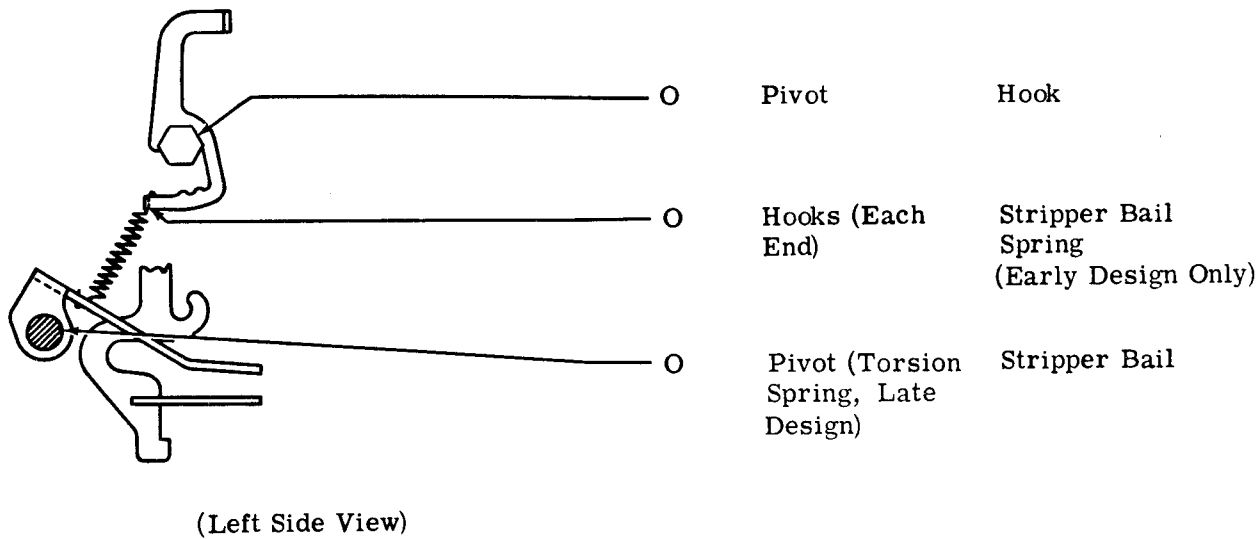 O Pivot Hook
O Hooks (Each Stripper Bail
End) Spring
(Early Design Only)
O Pivot (Torsion Stripper Bail
Spring, Late
Design)
(Left Side View)